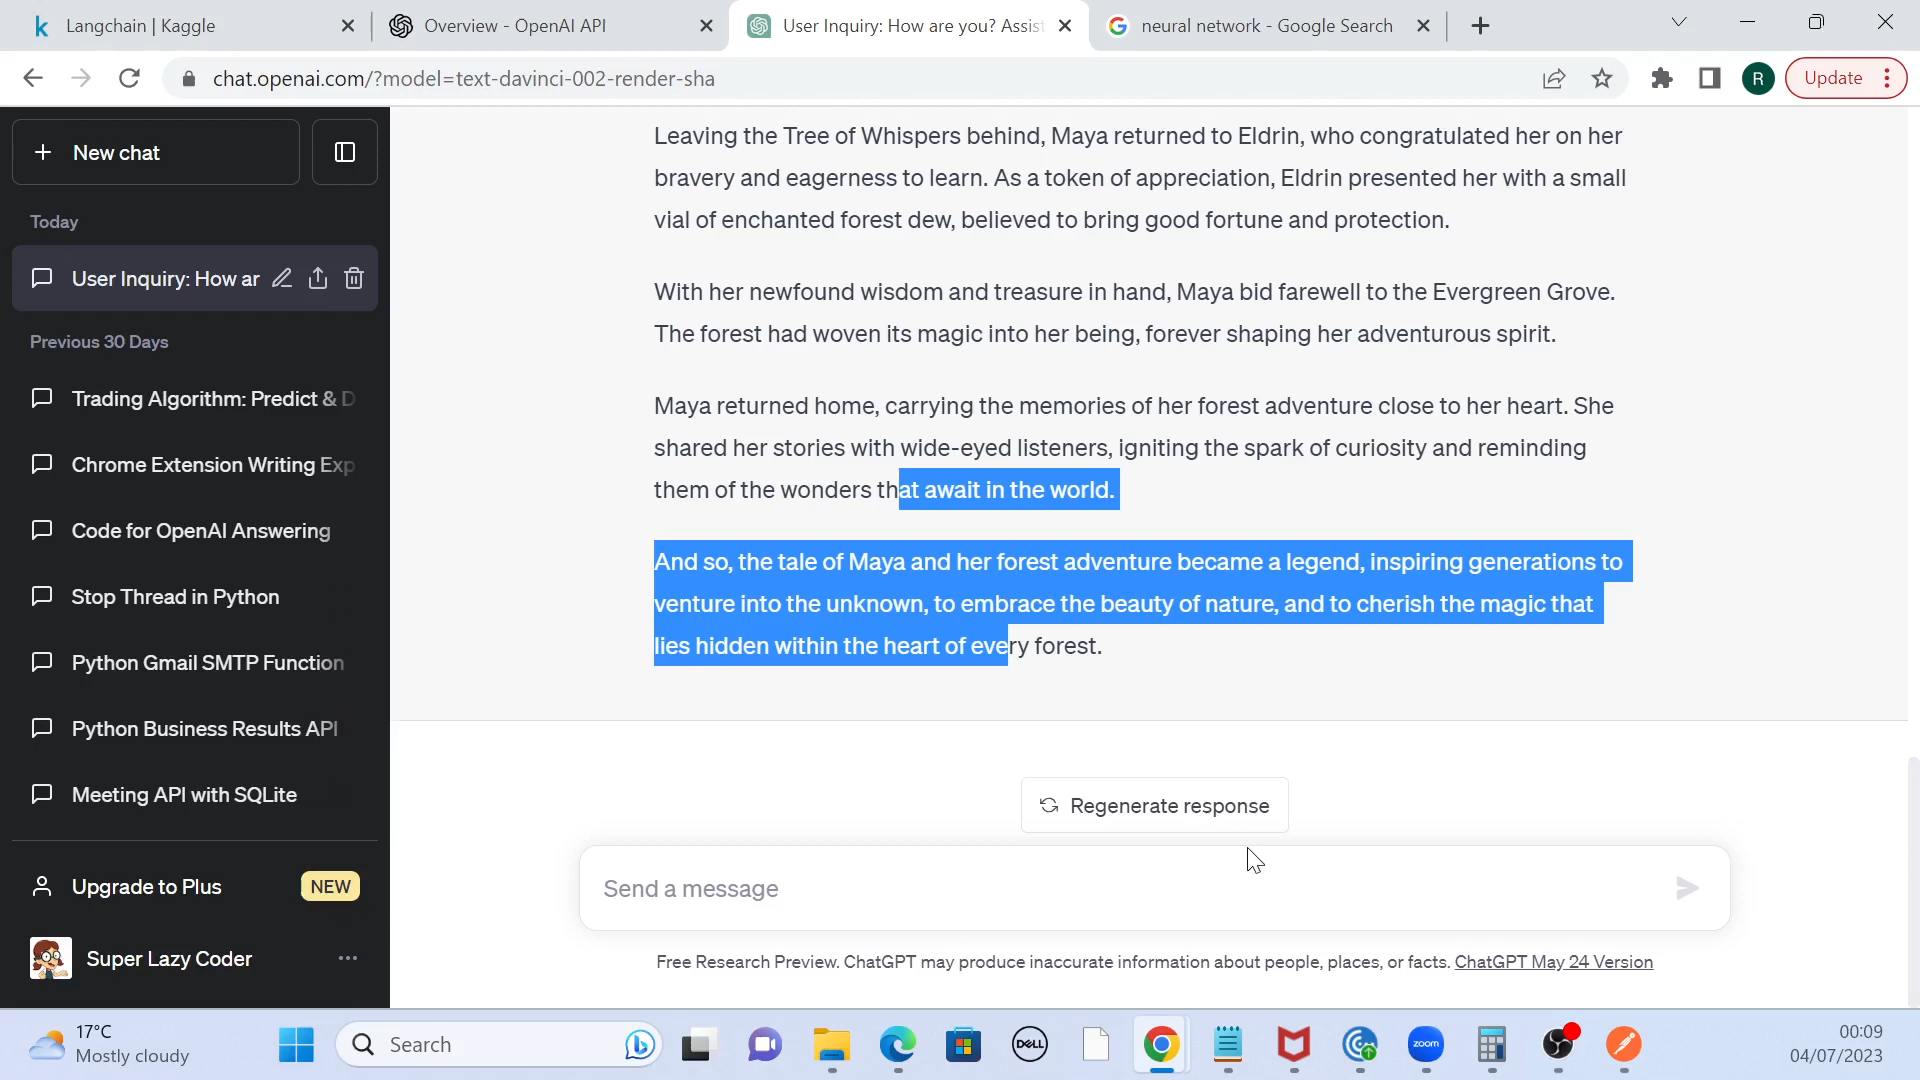 Langchain | Kaggle
Overview - OpenAI API
User Inquiry: How are you? Assist
neural network - Google Search
chat.openai.com/?model=text-davinci-002-render-sha
R
Update
New chat
Today
User Inquiry: How ar
Previous 30 Days
Trading Algorithm: Predict & D
Chrome Extension Writing Exp
Code for OpenAI Answering
Stop Thread in Python
Python Gmail SMTP Function
Python Business Results API
Meeting API with SQLite
Upgrade to Plus
NEW
Super Lazy Coder
Leaving the Tree of Whispers behind, Maya returned to Eldrin, who congratulated her on her
bravery and eagerness to learn. As a token of appreciation, Eldrin presented her with a small
vial of enchanted forest dew, believed to bring good fortune and protection.
With her newfound wisdom and treasure in hand, Maya bid farewell to the Evergreen Grove.
The forest had woven its magic into her being, forever shaping her adventurous spirit.
Maya returned home, carrying the memories of her forest adventure close to her heart. She
shared her stories with wide-eyed listeners, igniting the spark of curiosity and reminding
them of the wonders that await in the world.
And so, the tale of Maya and her forest adventure became a legend, inspiring generations to
venture into the unknown, to embrace the beauty of nature, and to cherish the magic that
lies hidden within the heart of every forest.
Regenerate response
Send a message
Free Research Preview. ChatGPT may produce inaccurate information about people, places, or facts. ChatGPT May 24 Version
17°C
Mostly cloudy
Search
DELL
zoom
00:09
04/07/2023